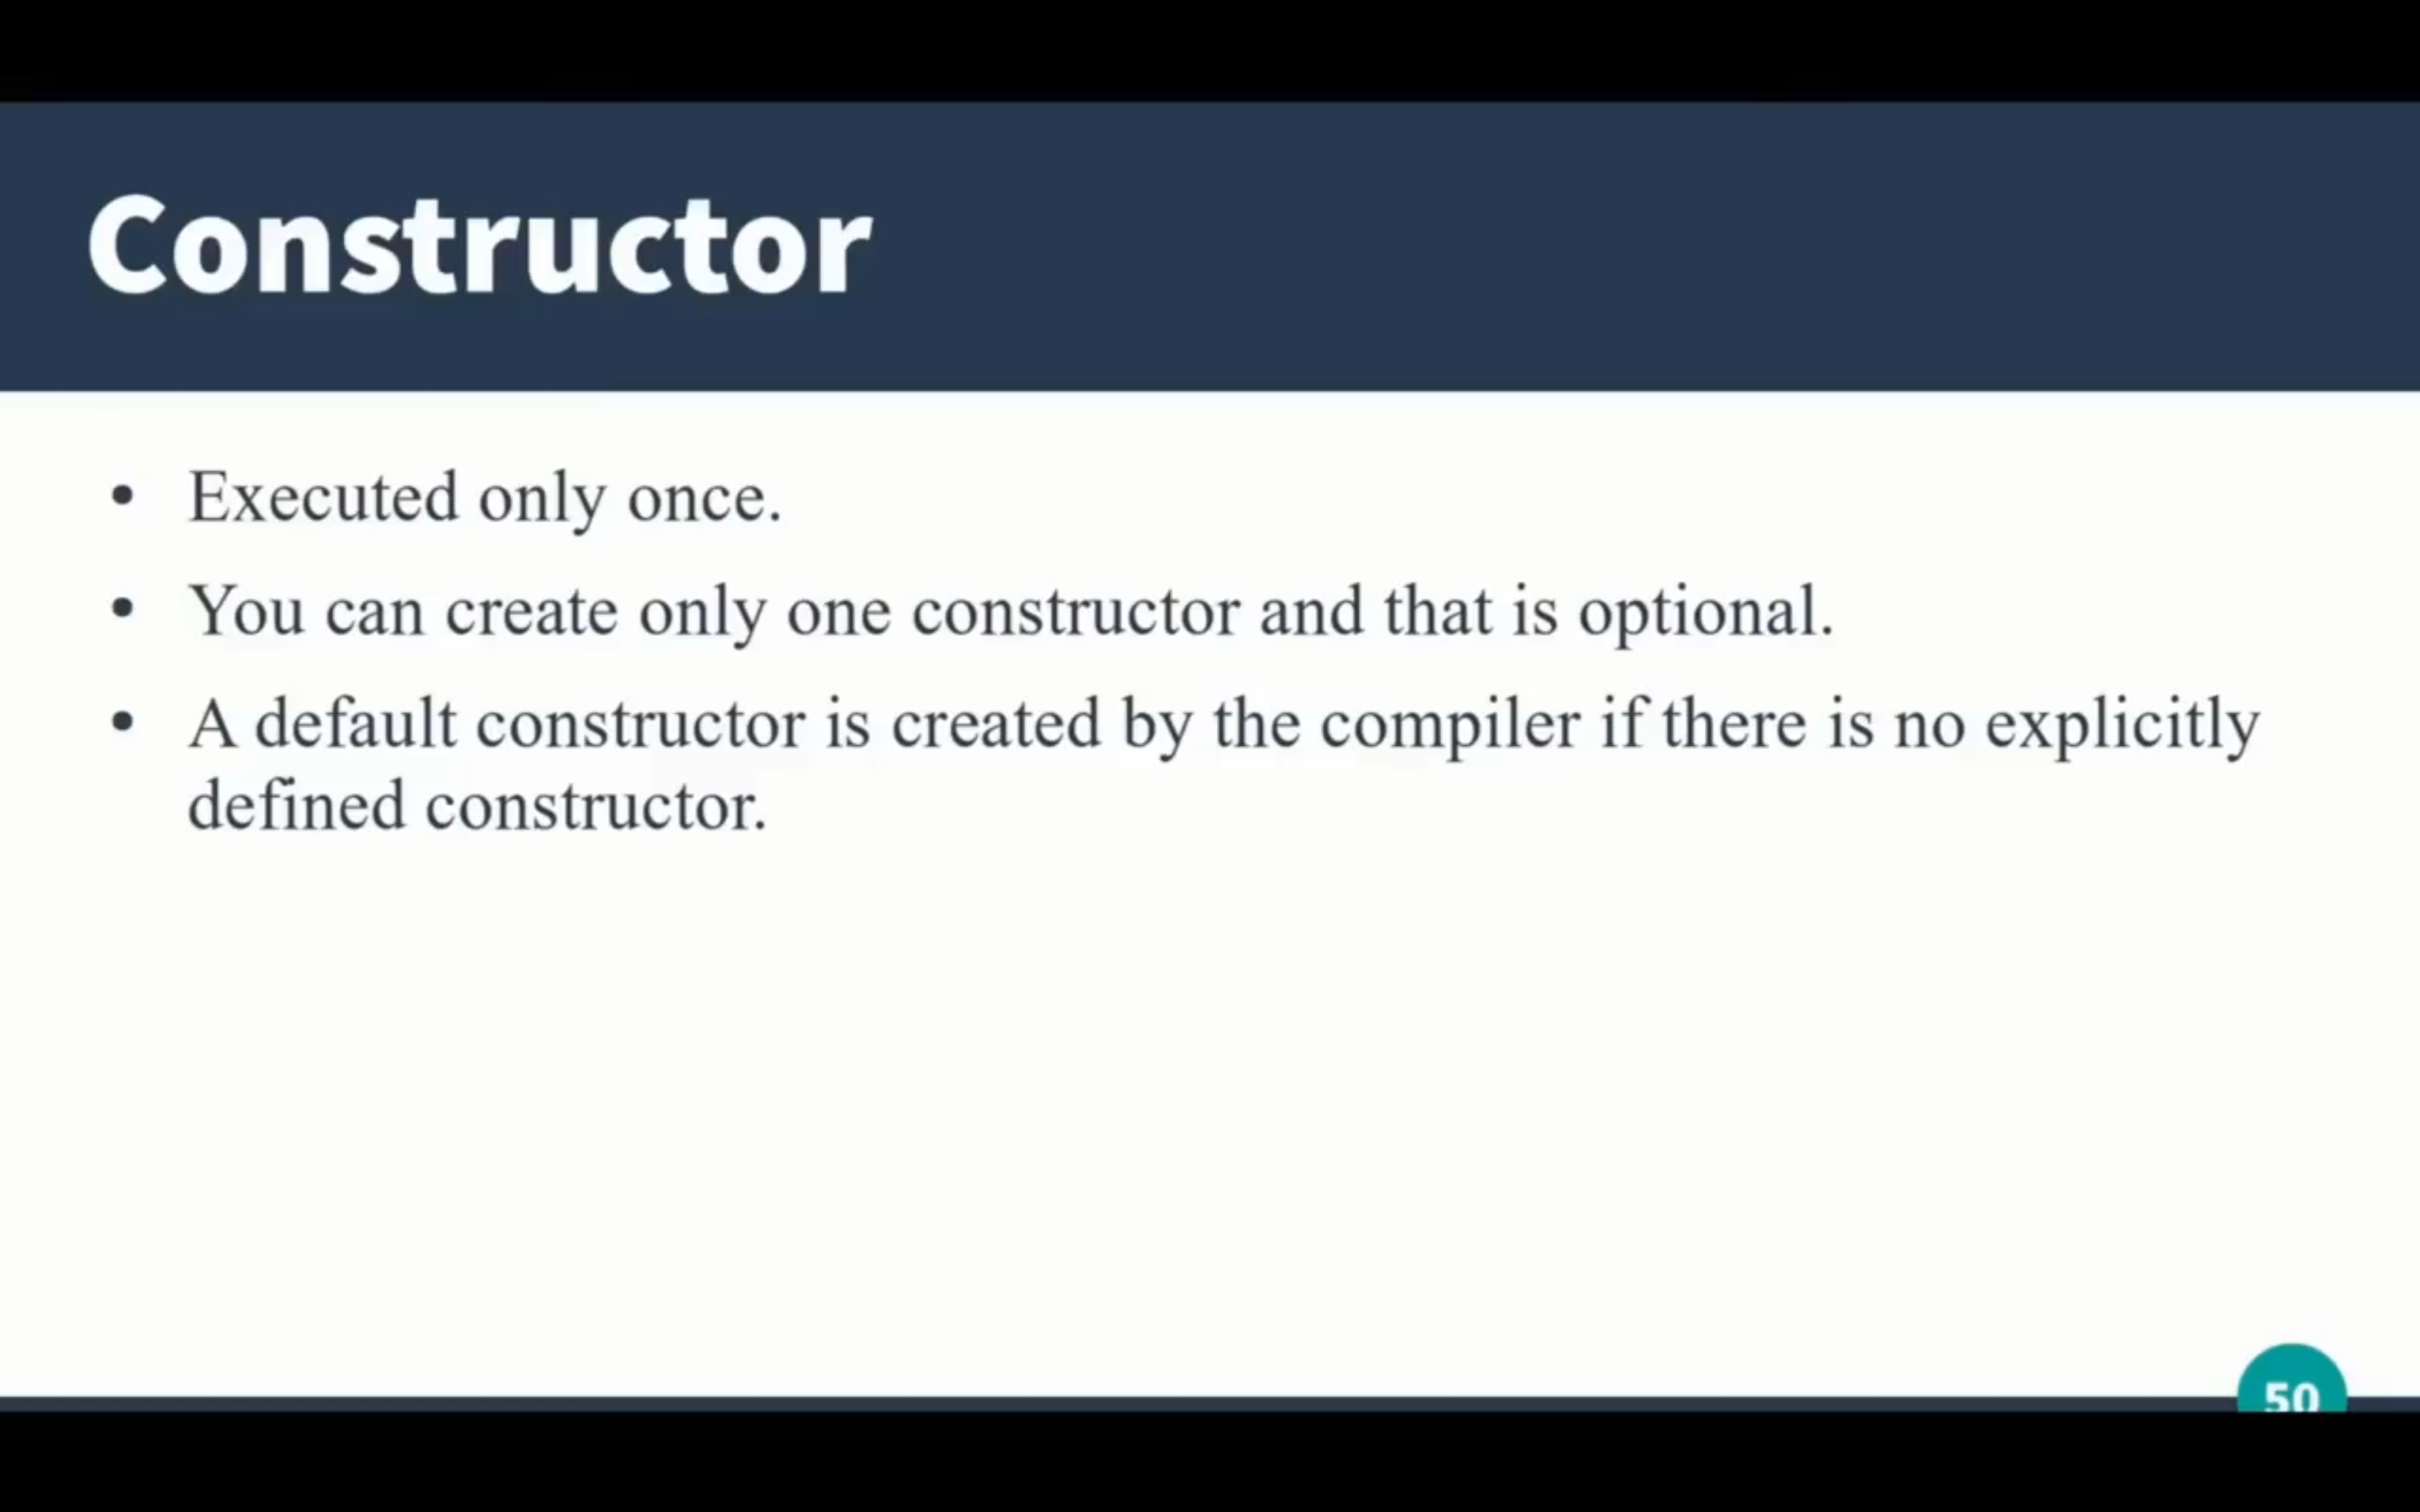 Constructor
• Executed only once.
• You can create only one constructor and that is optional.
• A default constructor is created by the compiler if there is no explicitly
defined constructor.
50